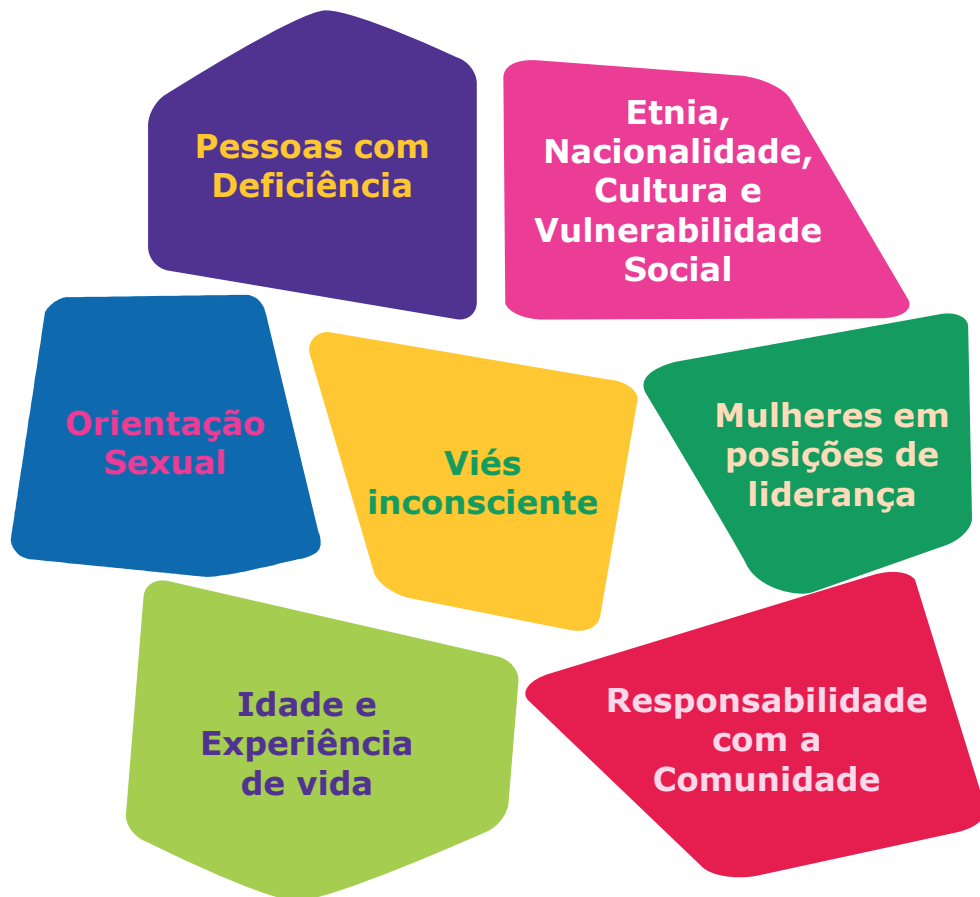 Pessoas com
Deficiência
Etnia,
Nacionalidade,
Cultura e
Vulnerabilidade
Social
Orientação
Sexual
Viés
inconsciente
Mulheres em
posições de
liderança
Idade e
Experiência
de vida
Responsabilidade
com a
Comunidade